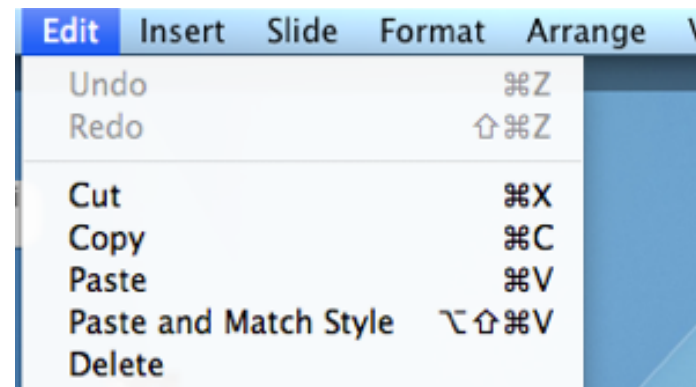 Edit Insert Slide Format Arrange
Undo ⌘Z
Redo ⇧⌘Z
Cut ⌘X
Copy ⌘C
Paste ⌘V
Paste and Match Style ⌥⇧⌘V
Delete